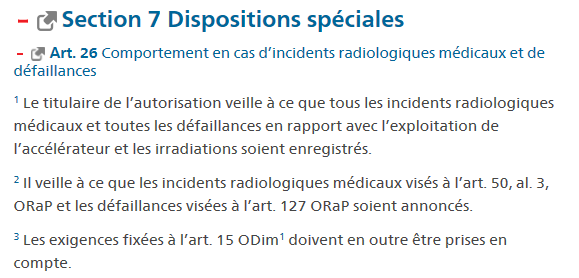 – Section 7 Dispositions spéciales
– Art. 26 Comportement en cas d’incidents radiologiques médicaux et de
défaillances
¹ Le titulaire de l’autorisation veille à ce que tous les incidents radiologiques
médicaux et toutes les défaillances en rapport avec l’exploitation de
l’accélérateur et les irradiations soient enregistrés.
² Il veille à ce que les incidents radiologiques médicaux visés à l’art. 50, al. 3,
ORaP et les défaillances visées à l’art. 127 ORaP soient annoncés.
³ Les exigences fixées à l’art. 15 ODim¹ doivent en outre être prises en
compte.